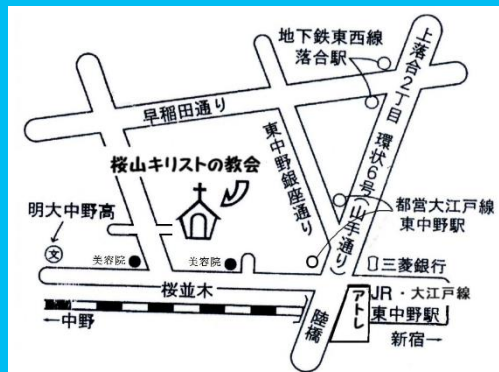 地下鉄東西線
落合駅
上落合2丁目
環状6号(山手通り)
早稲田通り
東中野銀座通り
桜山キリストの教会
都営大江戸線
東中野駅
明大中野高
文
美容院
美容院
三菱銀行
桜並木
JR・大江戸線
東中野駅
アトレ
陸橋
←中野
新宿→